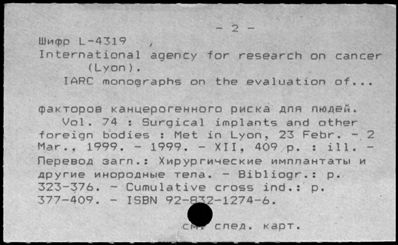 - 2 -
Шифр L-4319 ,
International agency for research on cancer
(Lyon).
IARC monographs on the evaluation of...
факторов канцерогенного риска для людей.
Vol. 74 : Surgical implants and other
foreign bodies : Met in Lyon, 23 Febr. - 2
Mar., 1999. - 1999. - XII, 409 p. : ill. -
Перевод загл.: Хирургические имплантаты и
другие инородные тела. - Bibliogr.: p.
323-376. - Cumulative cross ind.: p.
377-409. - ISBN 92-832-1274-6.
см. след. карт.